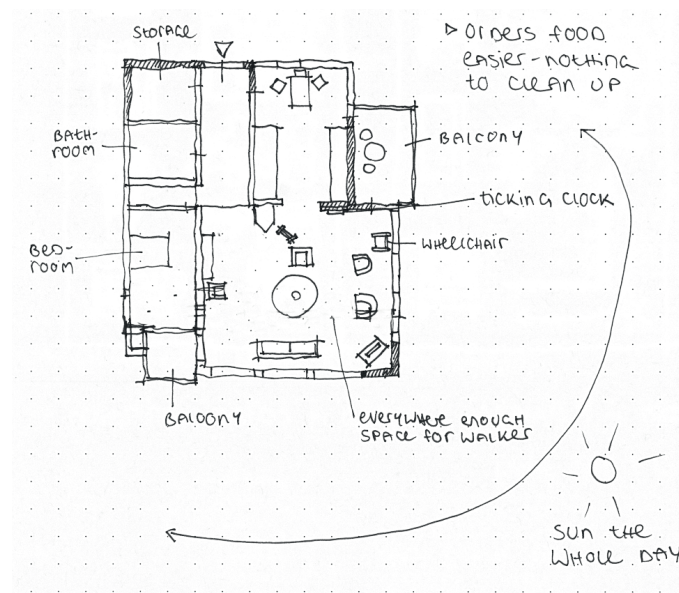 Storage
▷ Orders food
easier - nothing
to clean up
Bath-
room
Balcony
ticking clock
Wheelchair
Bed-
room
Balcony
everywhere enough
space for walker
Sun the
whole day